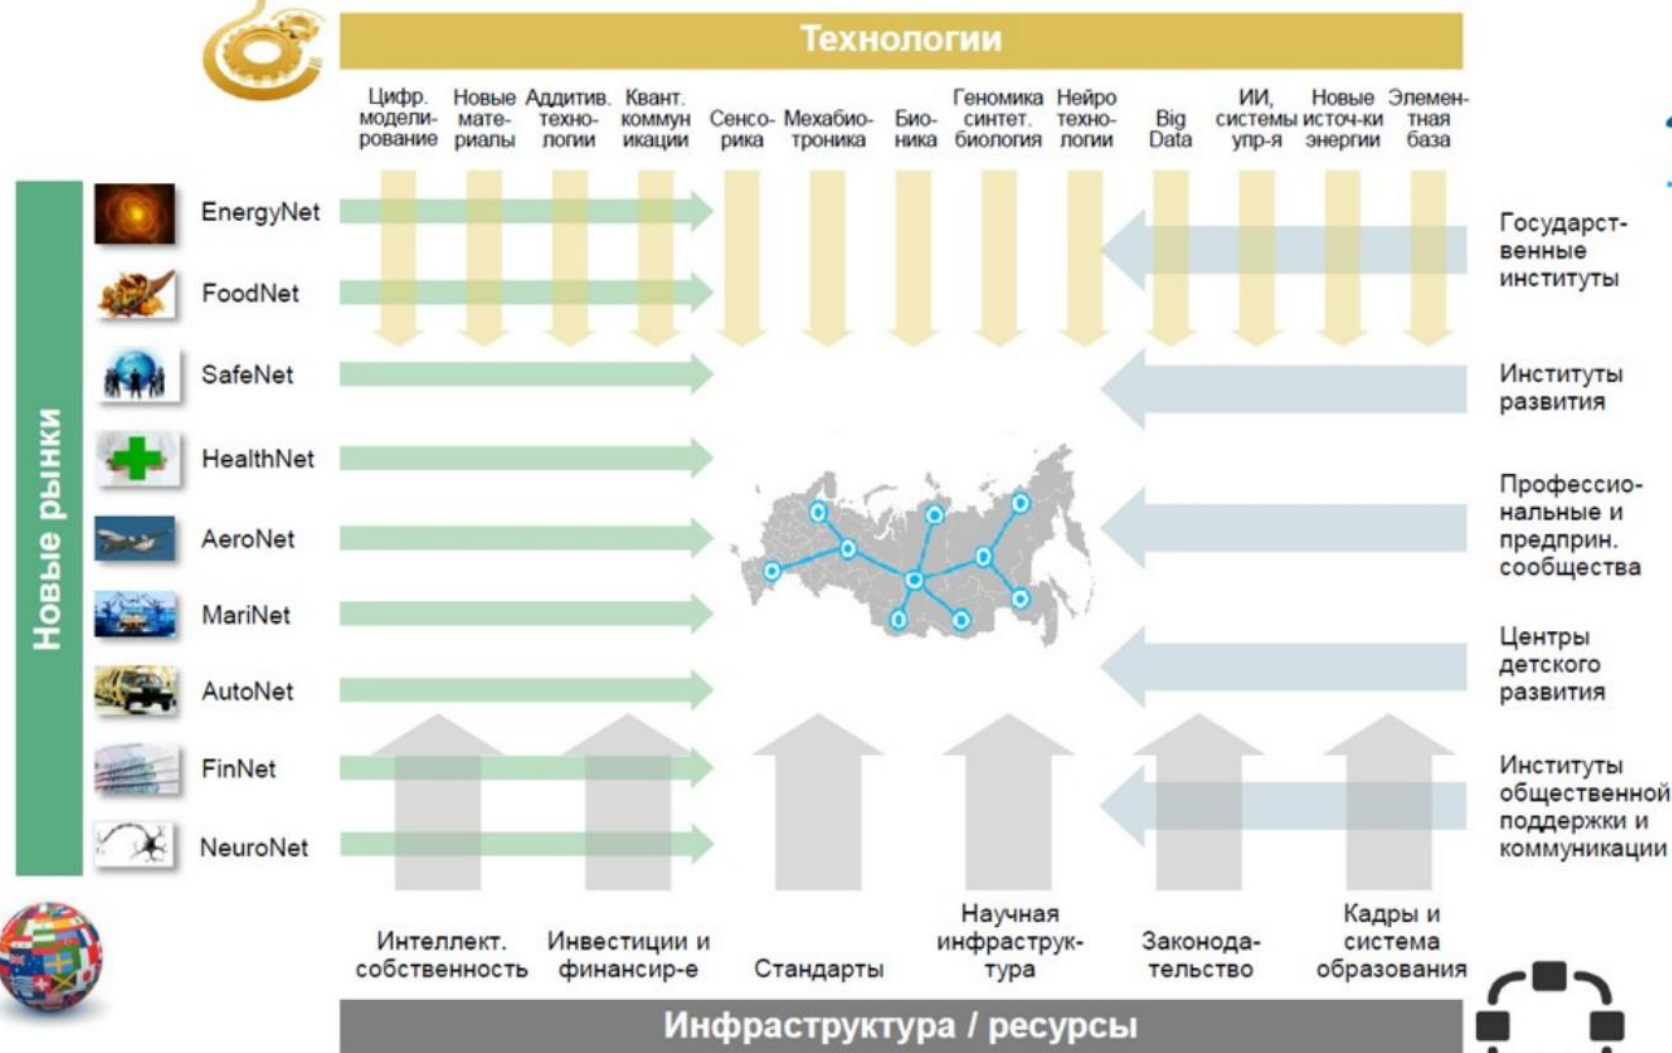 Технологии
Цифр.
модели-
рование
Новые
мате-
риалы
Аддитив.
техно-
логии
Квант.
коммун
икации
Сенсо-
рика
Мехабио-
троника
Био-
ника
Геномика
синтет.
биология
Нейро
техно-
логии
Big
Data
ИИ,
системы
упр-я
Новые
источ-ки
энергии
Элемен-
тная
база
Новые рынки
EnergyNet
FoodNet
SafeNet
HealthNet
AeroNet
MariNet
AutoNet
FinNet
NeuroNet
Государст-
венные
институты
Институты
развития
Профессио-
нальные и
предприн.
сообщества
Центры
детского
развития
Институты
общественной
поддержки и
коммуникации
Интеллект.
собственность
Инвестиции и
финансир-е
Стандарты
Научная
инфраструк-
тура
Законода-
тельство
Кадры и
система
образования
Инфраструктура / ресурсы